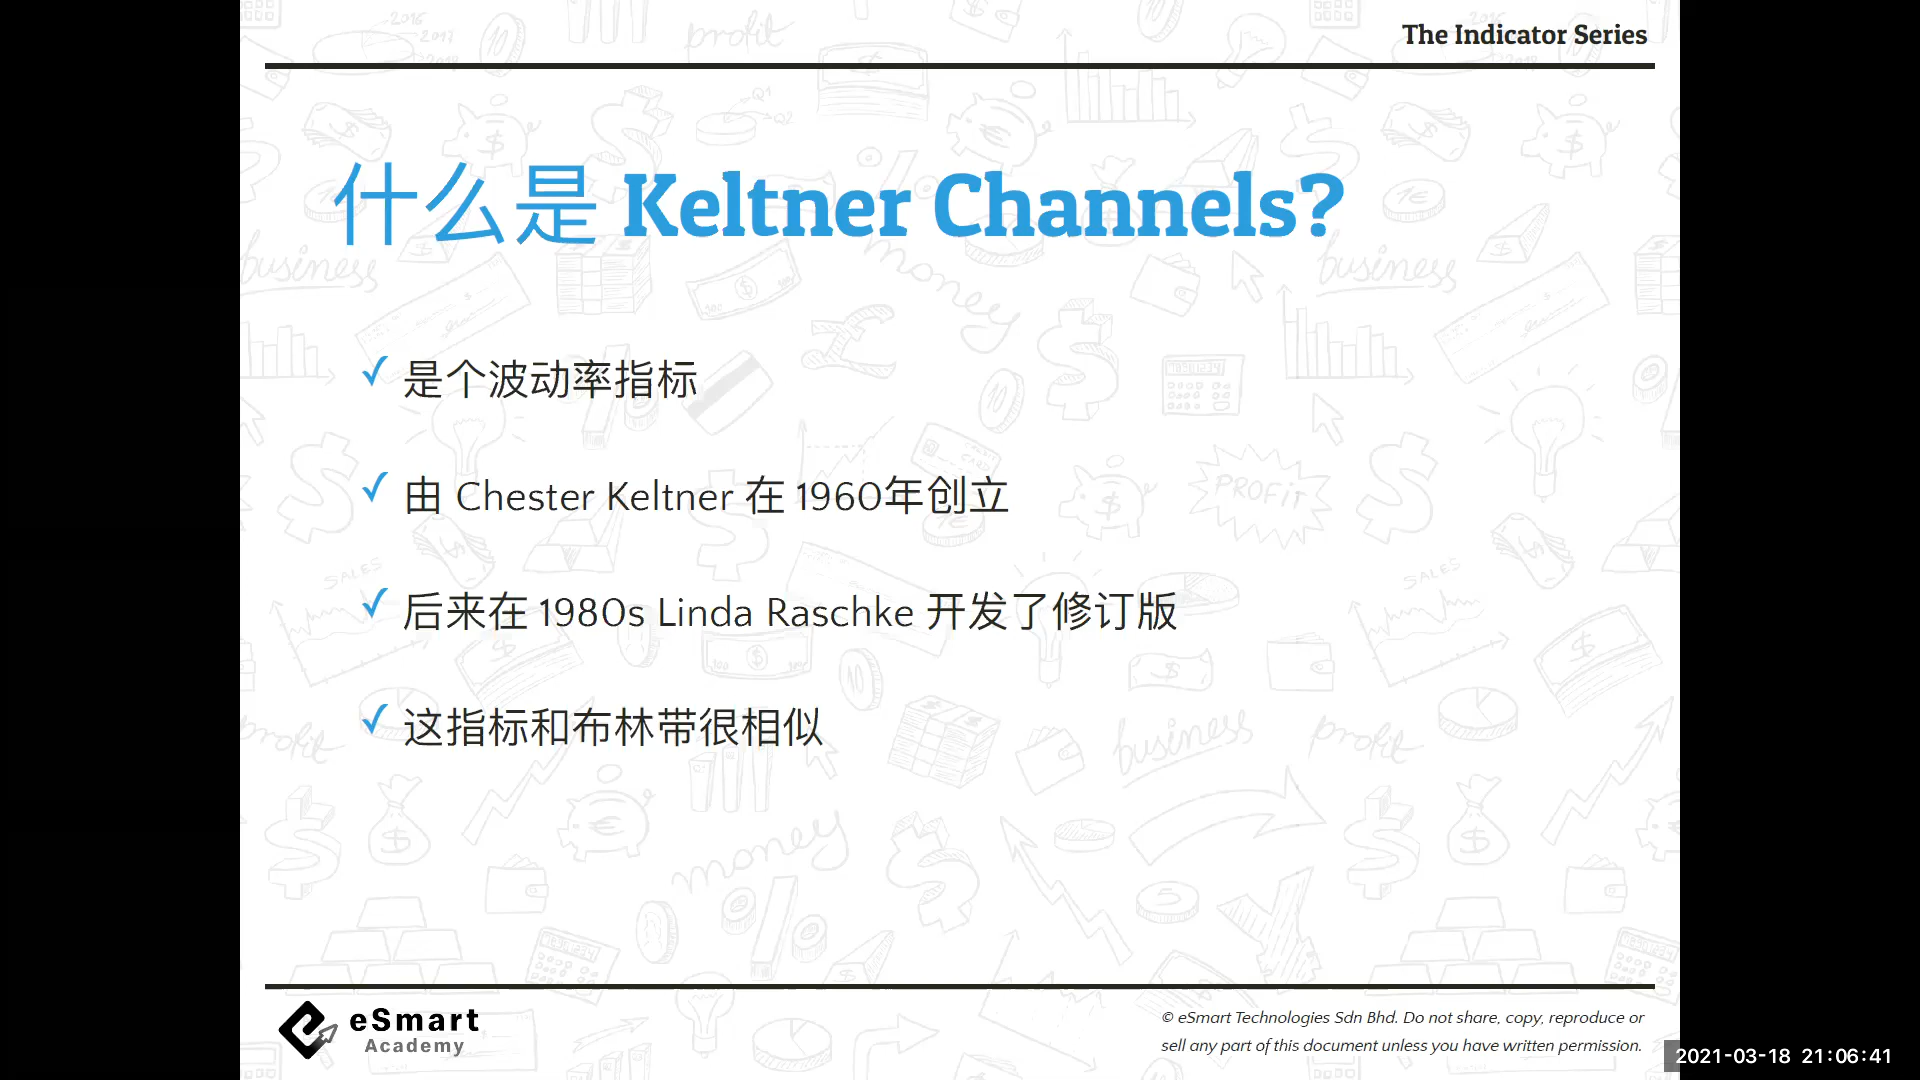 The Indicator Series
什么是 Keltner Channels?
✓ 是个波动率指标
✓ 由 Chester Keltner 在 1960年创立
✓ 后来在 1980s Linda Raschke 开发了修订版
✓ 这指标和布林带很相似
eSmart
Academy
© eSmart Technologies Sdn Bhd. Do not share, copy, reproduce or
sell any part of this document unless you have written permission.
2021-03-18 21:06:41